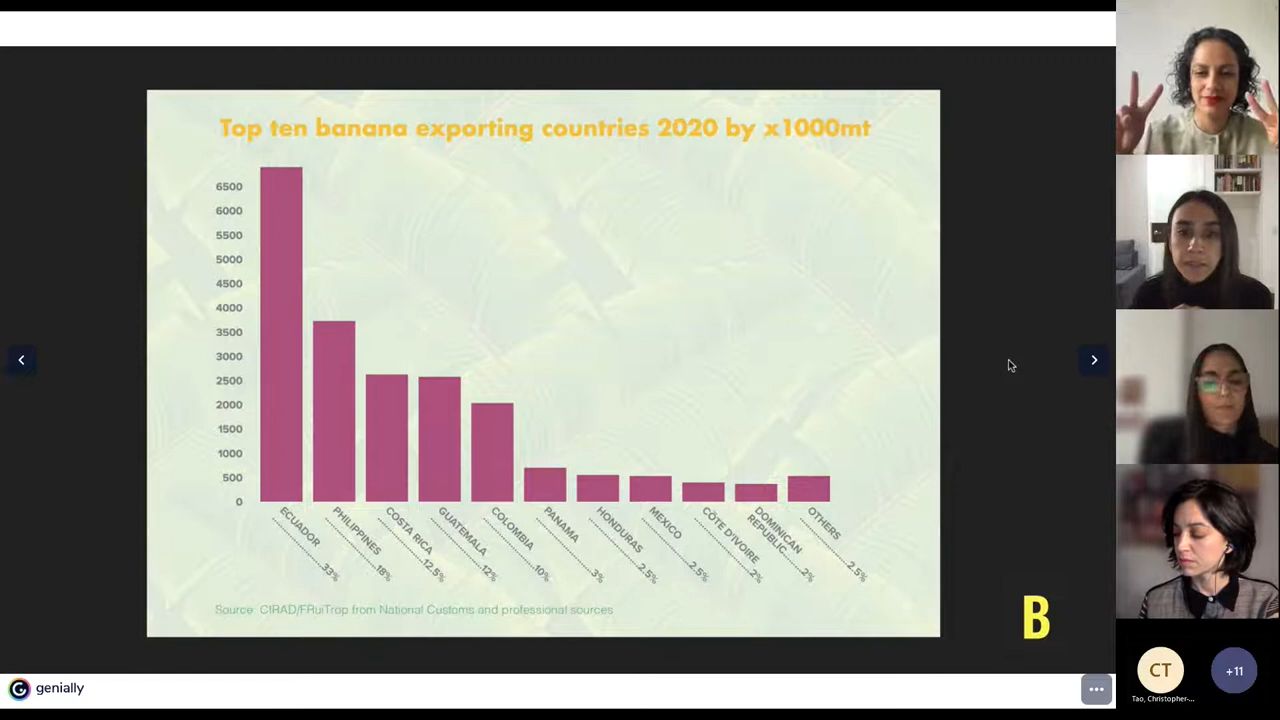 Top ten banana exporting countries 2020 by x1000mt
6500
6000
5500
5000
4500
4000
3500
3000
2500
2000
1500
1000
500
0
ECUADOR 33%
PHILIPPINES 18%
COSTA RICA 12.5%
GUATEMALA 12%
COLOMBIA 10%
PANAMA 3%
HONDURAS 2.5%
MEXICO 2.5%
CÔTE D'IVOIRE 2%
DOMINICAN
REPUBLIC 2%
OTHERS 2.5%
Source: CIRAD/FRuiTrop from National Customs and professional sources
B
genially
CT
+11
Tao, Christopher-...